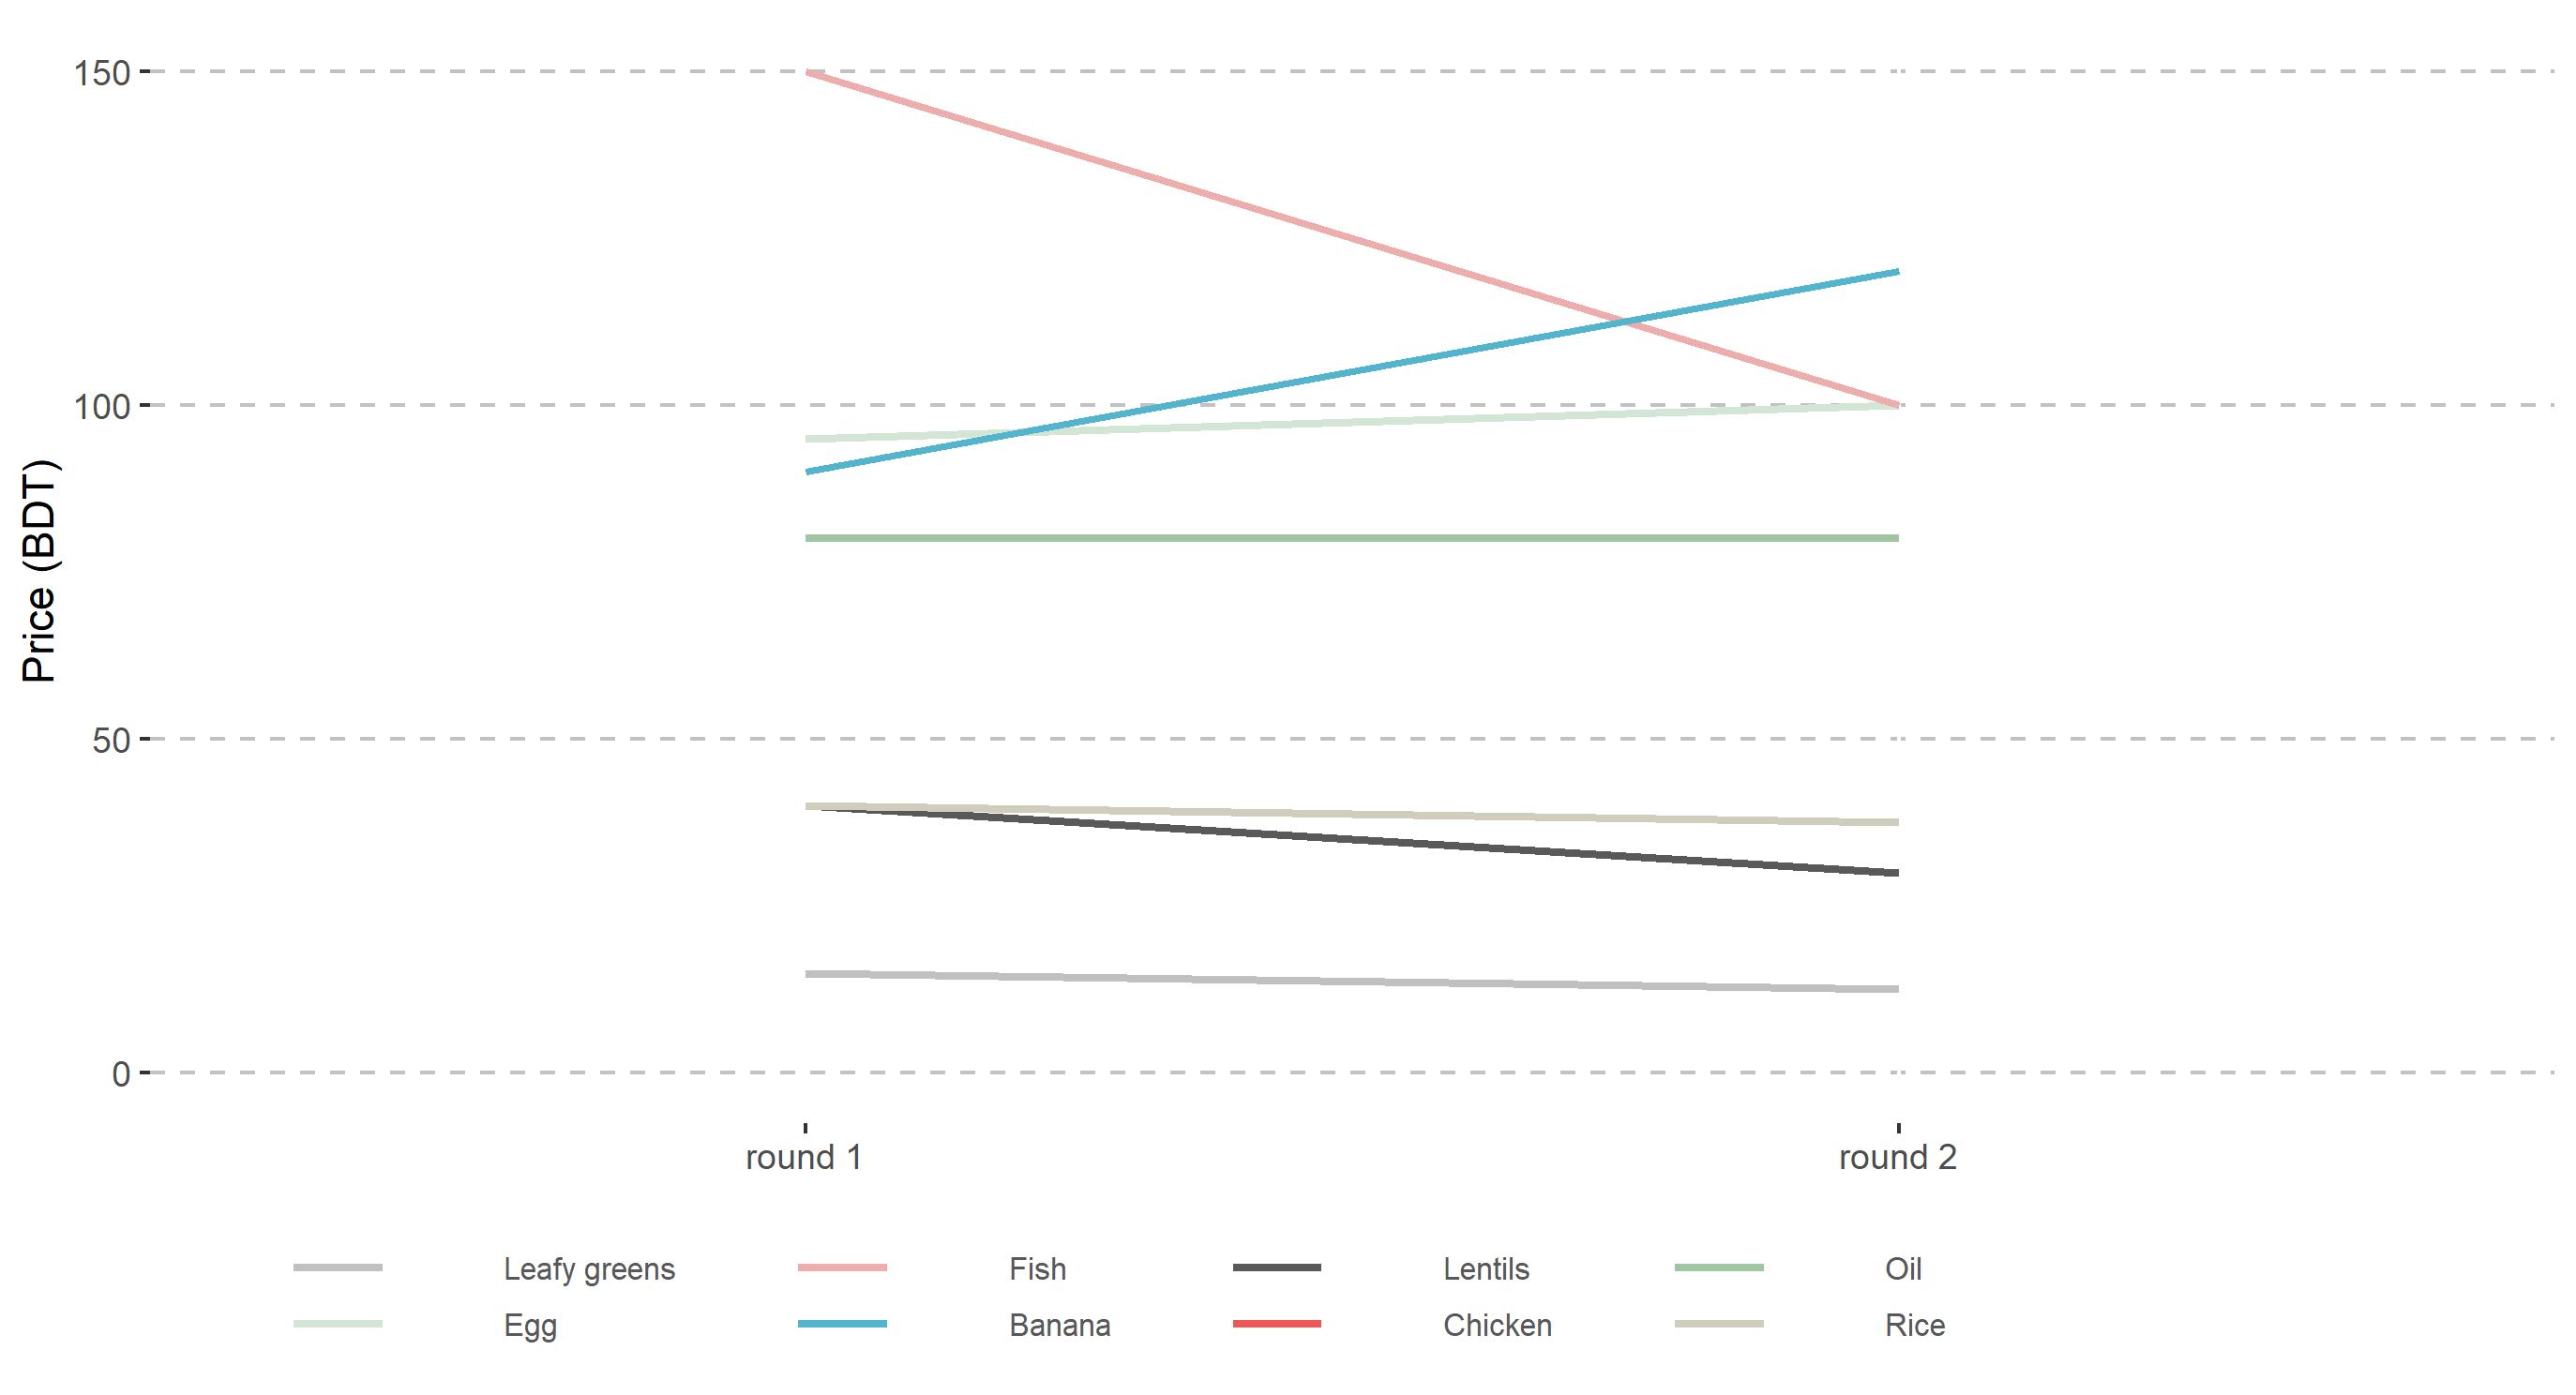 150
100
50
0
Price (BDT)
round 1 round 2
Leafy greens Fish Lentils Oil
Egg Banana Chicken Rice